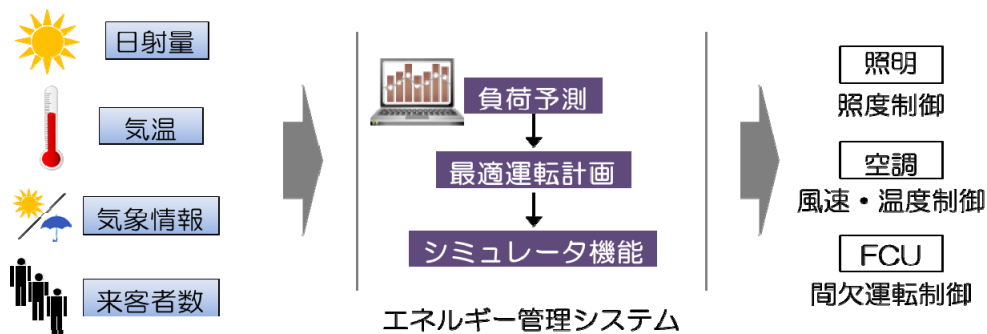 日射量
気温
気象情報
来客者数
負荷予測
最適運転計画
シミュレータ機能
エネルギー管理システム
照明
照度制御
空調
風速・温度制御
FCU
間欠運転制御